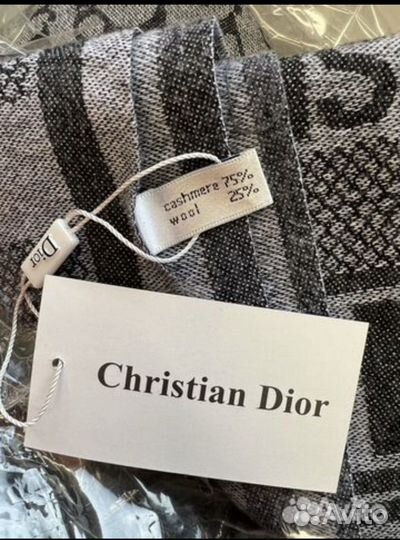 cashmere 75%
wool 25%
Dior
Christian Dior
Avito